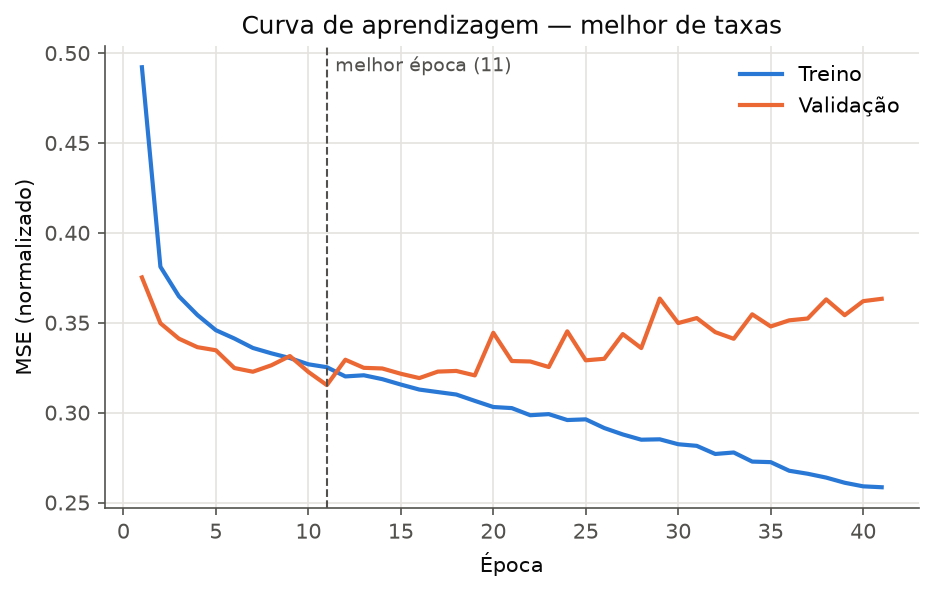 Curva de aprendizagem — melhor de taxas
melhor época (11)
Treino
Validação
MSE (normalizado)
0.50
0.45
0.40
0.35
0.30
0.25
0 5 10 15 20 25 30 35 40
Época